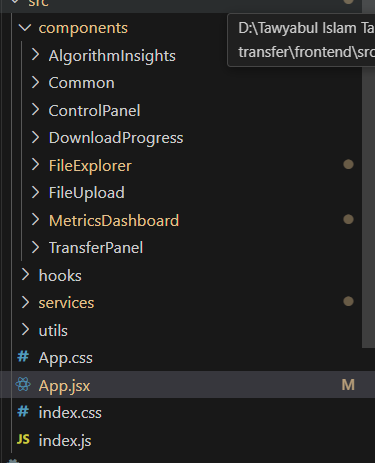 src
components
D:\Tawyabul Islam Ta
transfer\frontend\src
AlgorithmInsights
Common
ControlPanel
DownloadProgress
FileExplorer
FileUpload
MetricsDashboard
TransferPanel
hooks
services
utils
# App.css
App.jsx M
# index.css
JS index.js